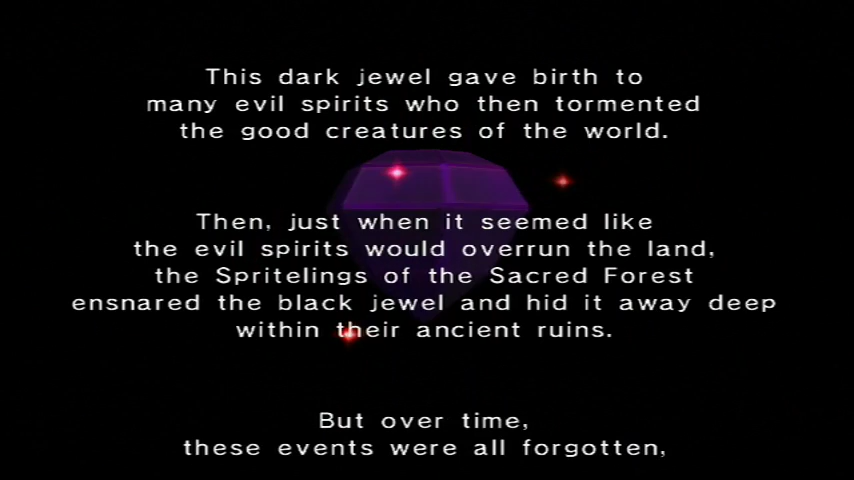 This dark jewel gave birth to
many evil spirits who then tormented
the good creatures of the world.
Then, just when it seemed like
the evil spirits would overrun the land,
the Spritelings of the Sacred Forest
ensnared the black jewel and hid it away deep
within their ancient ruins.
But over time,
these events were all forgotten,